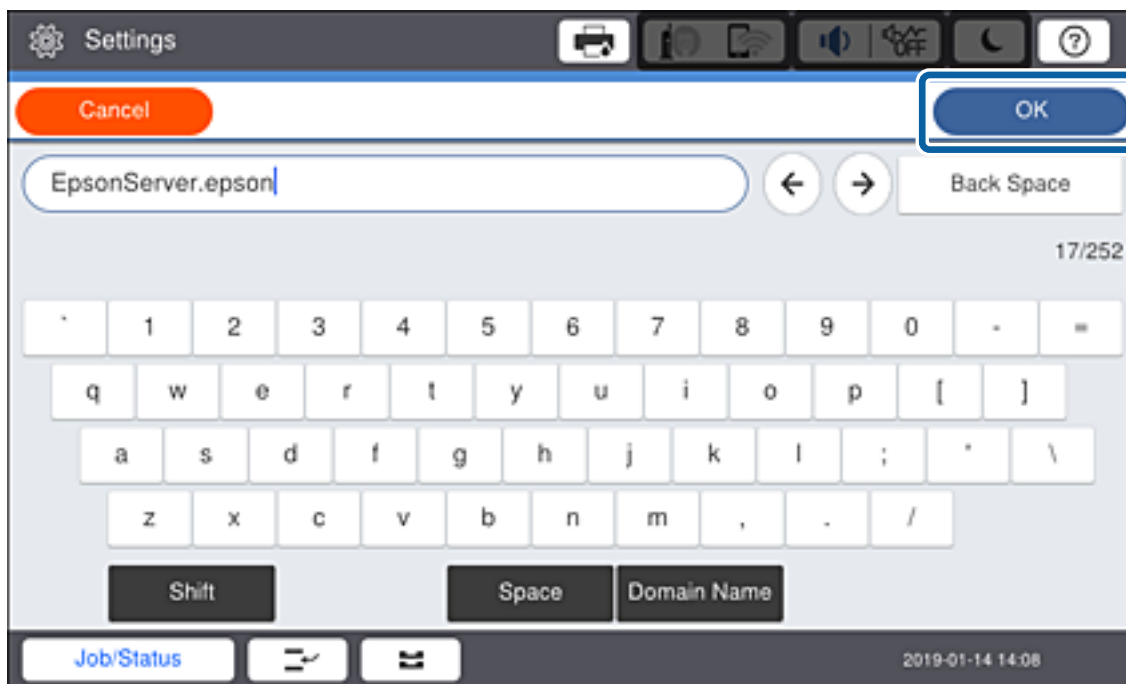 Settings
OFF
?
Cancel
OK
EpsonServer.epson
Back Space
17/252
` 1 2 3 4 5 6 7 8 9 0 - =
q w e r t y u i o p [ ]
a s d f g h j k l ; ' \
z x c v b n m , . /
Shift
Space
Domain Name
Job/Status
2019-01-14 14:08